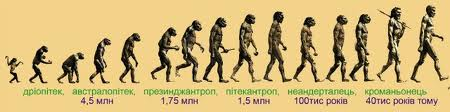 дріопітек, австралопітек, презинджантроп, пітекантроп, неандерталець, кроманьонець
4,5 млн 1,75 млн 1,5 млн 100тис років 40тис років тому